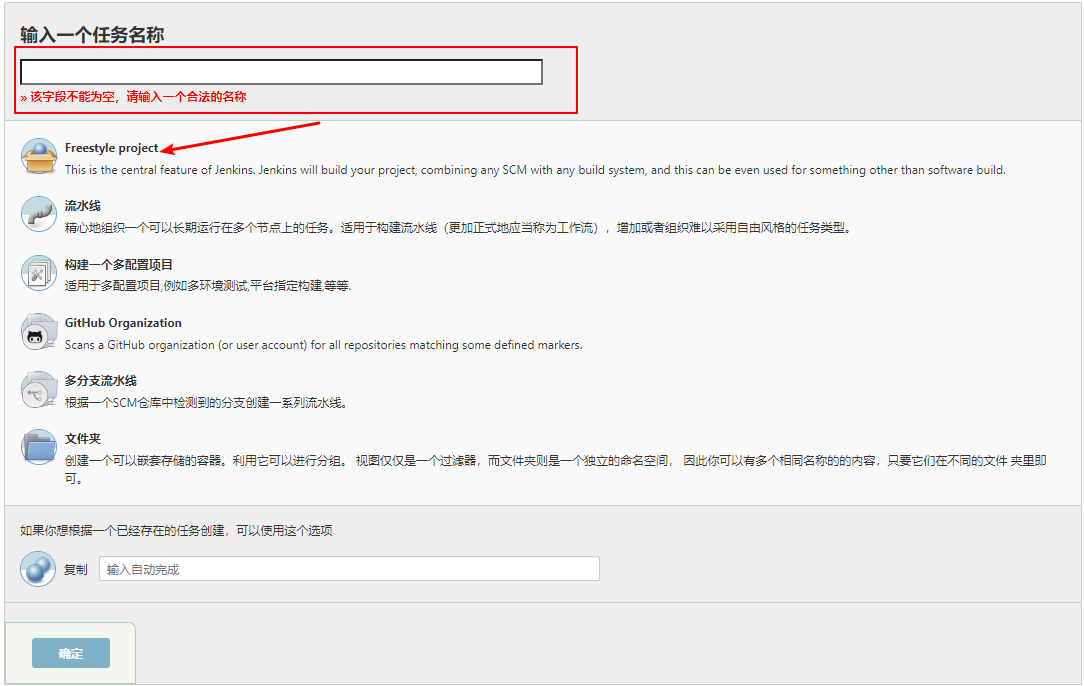 输入一个任务名称
» 该字段不能为空，请输入一个合法的名称
Freestyle project
This is the central feature of Jenkins. Jenkins will build your project, combining any SCM with any build system, and this can be even used for something other than software build.
流水线
精心地组织一个可以长期运行在多个节点上的任务。适用于构建流水线（更加正式地应当称为工作流），增加或者组织难以采用自由风格的任务类型。
构建一个多配置项目
适用于多配置项目,例如多环境测试,平台指定构建,等等.
GitHub Organization
Scans a GitHub organization (or user account) for all repositories matching some defined markers.
多分支流水线
根据一个SCM仓库中检测到的分支创建一系列流水线。
文件夹
创建一个可以嵌套存储的容器。利用它可以进行分组。 视图仅仅是一个过滤器，而文件夹则是一个独立的命名空间， 因此你可以有多个相同名称的的内容，只要它们在不同的文件 夹里即
可。
如果你想根据一个已经存在的任务创建，可以使用这个选项
复制 输入自动完成
确定